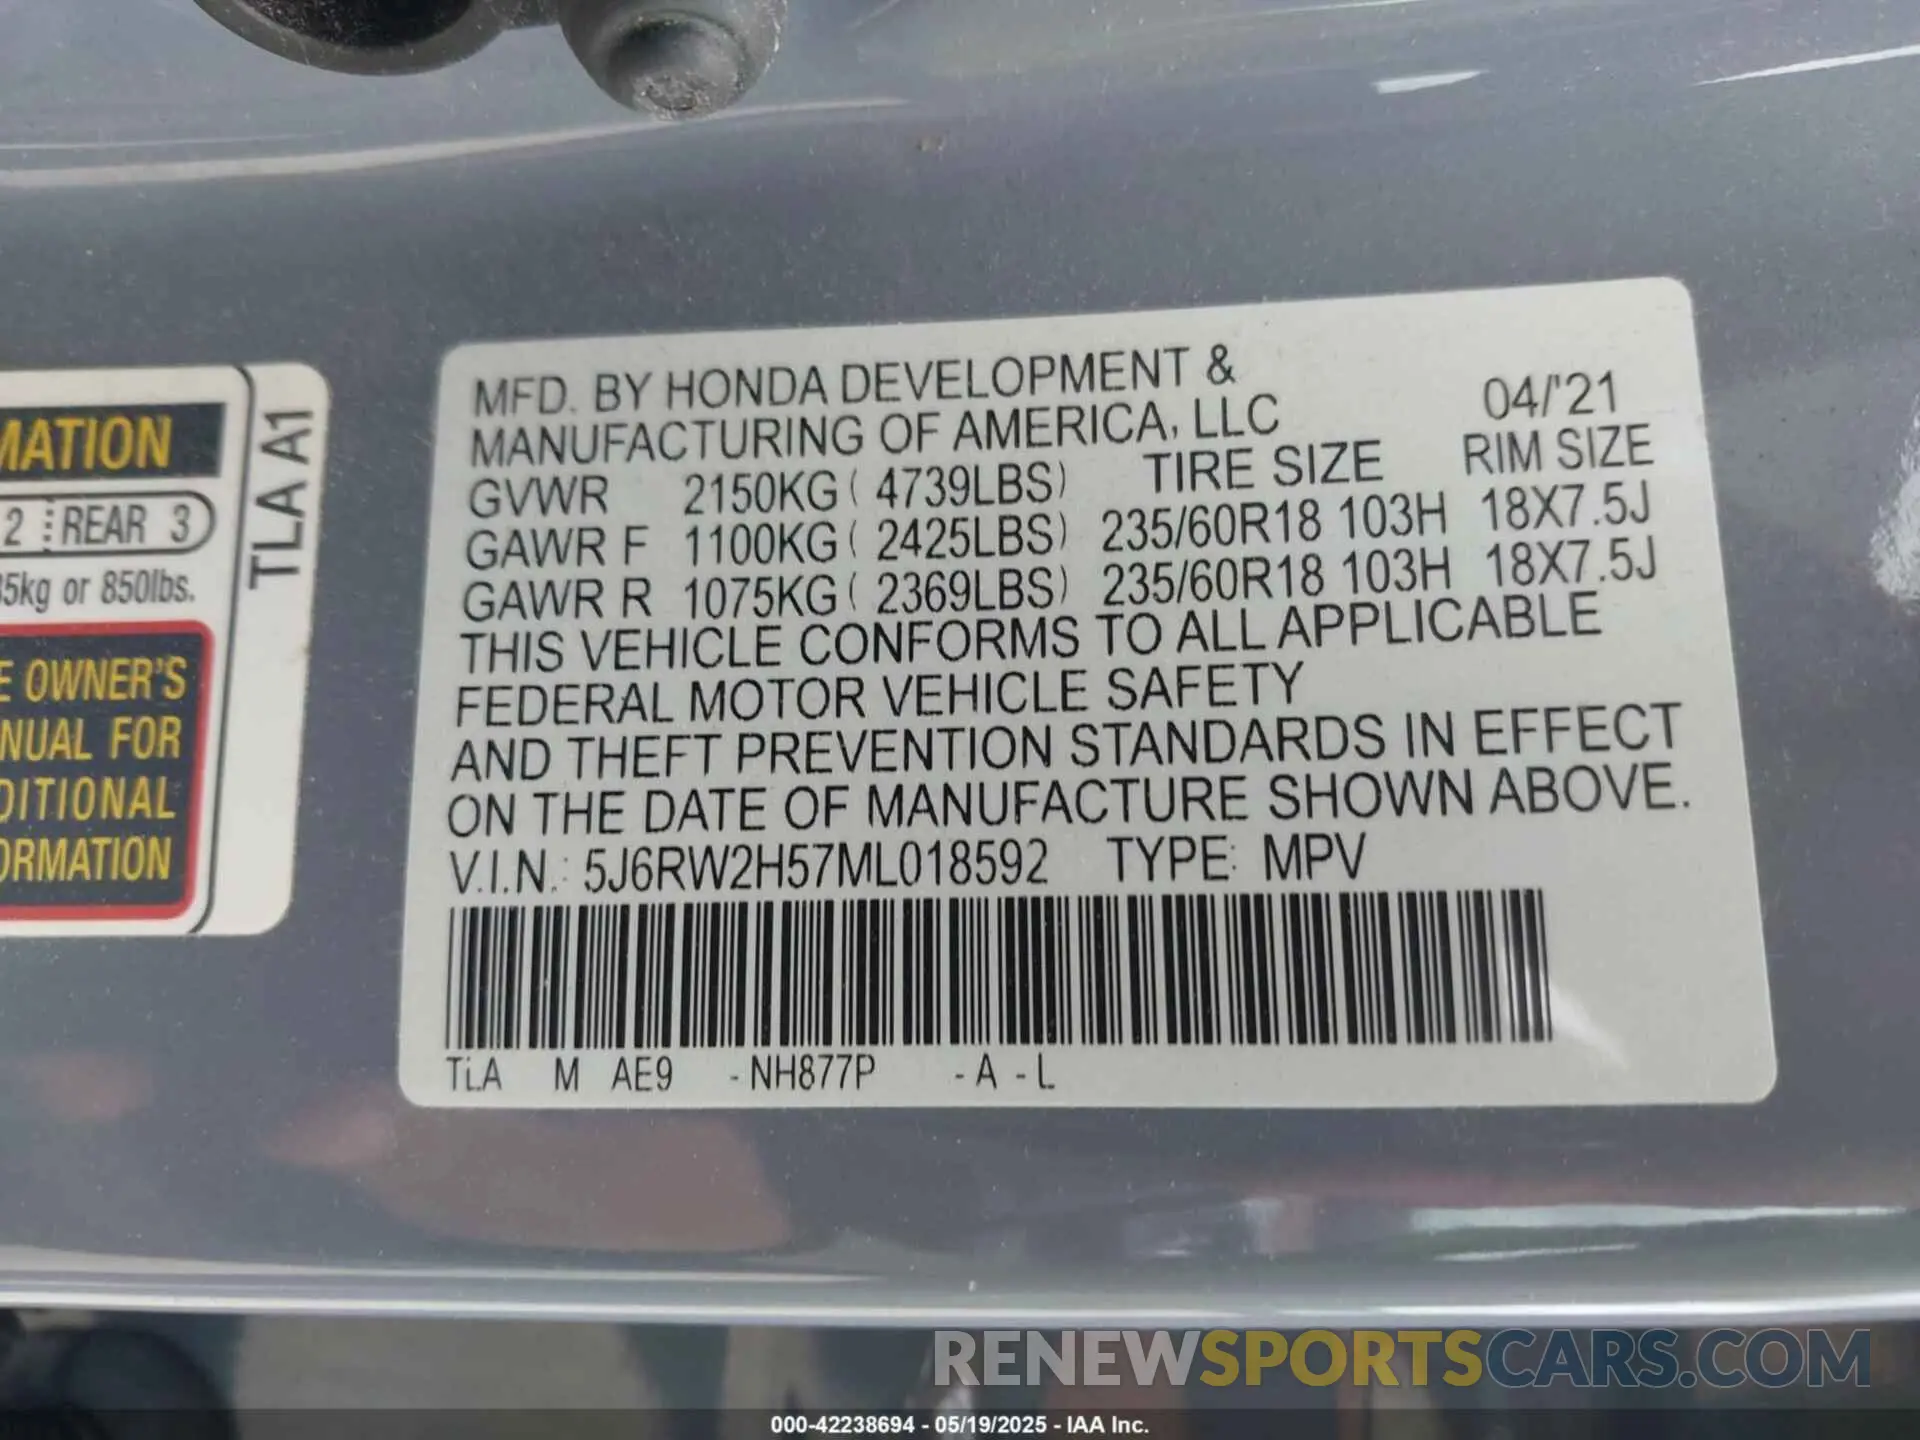 MATION
2 REAR 3
35kg or 850lbs.
E OWNER'S
NUAL FOR
DITIONAL
ORMATION
TLA A1
MFD. BY HONDA DEVELOPMENT &
MANUFACTURING OF AMERICA, LLC 04/'21
GVWR 2150KG ( 4739LBS) TIRE SIZE RIM SIZE
GAWR F 1100KG ( 2425LBS) 235/60R18 103H 18X7.5J
GAWR R 1075KG ( 2369LBS) 235/60R18 103H 18X7.5J
THIS VEHICLE CONFORMS TO ALL APPLICABLE
FEDERAL MOTOR VEHICLE SAFETY
AND THEFT PREVENTION STANDARDS IN EFFECT
ON THE DATE OF MANUFACTURE SHOWN ABOVE.
V.I.N.: 5J6RW2H57ML018592 TYPE: MPV
TLA M AE9 -NH877P -A -L
RENEWSPORTSCARS.COM
000-42238694 - 05/19/2025 - IAA Inc.